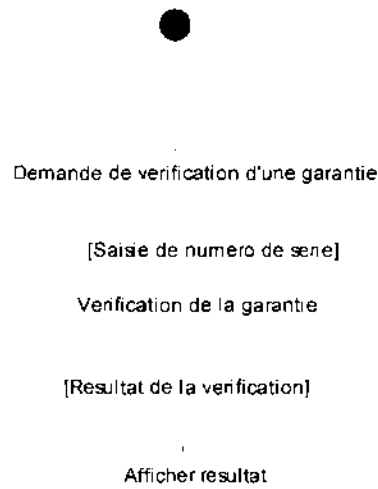 Demande de verification d'une garantie
[Saisie de numero de serie]
Verification de la garantie
[Resultat de la verification]
Afficher resultat